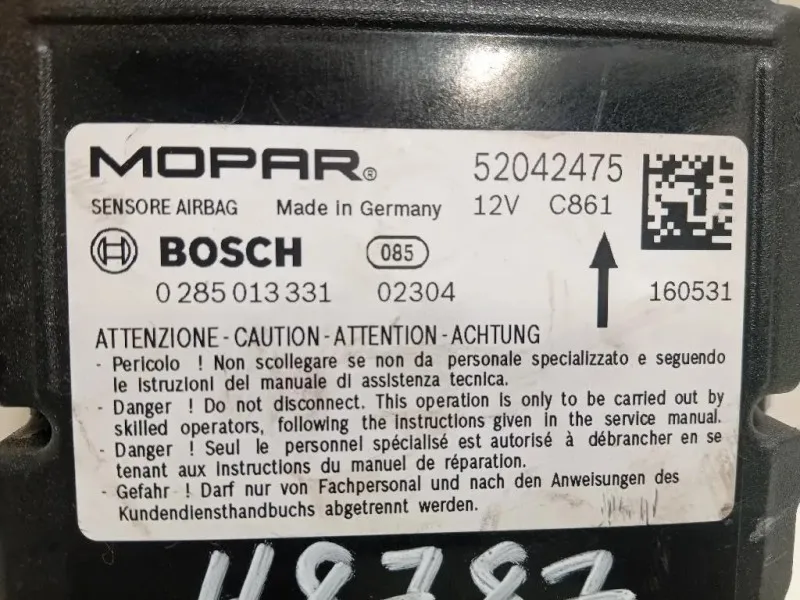 MOPAR® 52042475
SENSORE AIRBAG Made in Germany 12V C861
BOSCH 085
0 285 013 331 02304 160531
ATTENZIONE - CAUTION - ATTENTION - ACHTUNG
- Pericolo ! Non scollegare se non da personale specializzato e seguendo
le istruzioni del manuale di assistenza tecnica.
- Danger ! Do not disconnect. This operation is only to be carried out by
skilled operators, following the instructions given in the service manual.
- Danger ! Seul le personnel spécialisé est autorisé à débrancher en se
tenant aux instructions du manuel de réparation.
- Gefahr ! Darf nur von Fachpersonal und nach den Anweisungen des
Kundendiensthandbuchs abgetrennt werden.